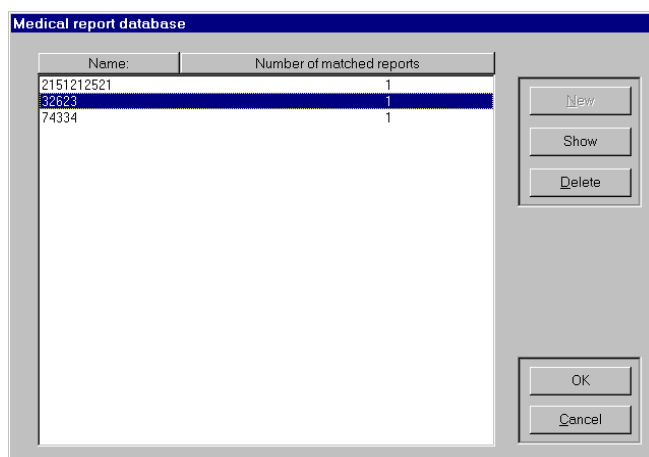 Medical report database
Name: Number of matched reports
2151212521 1
32623 1
74334 1
New
Show
Delete
OK
Cancel